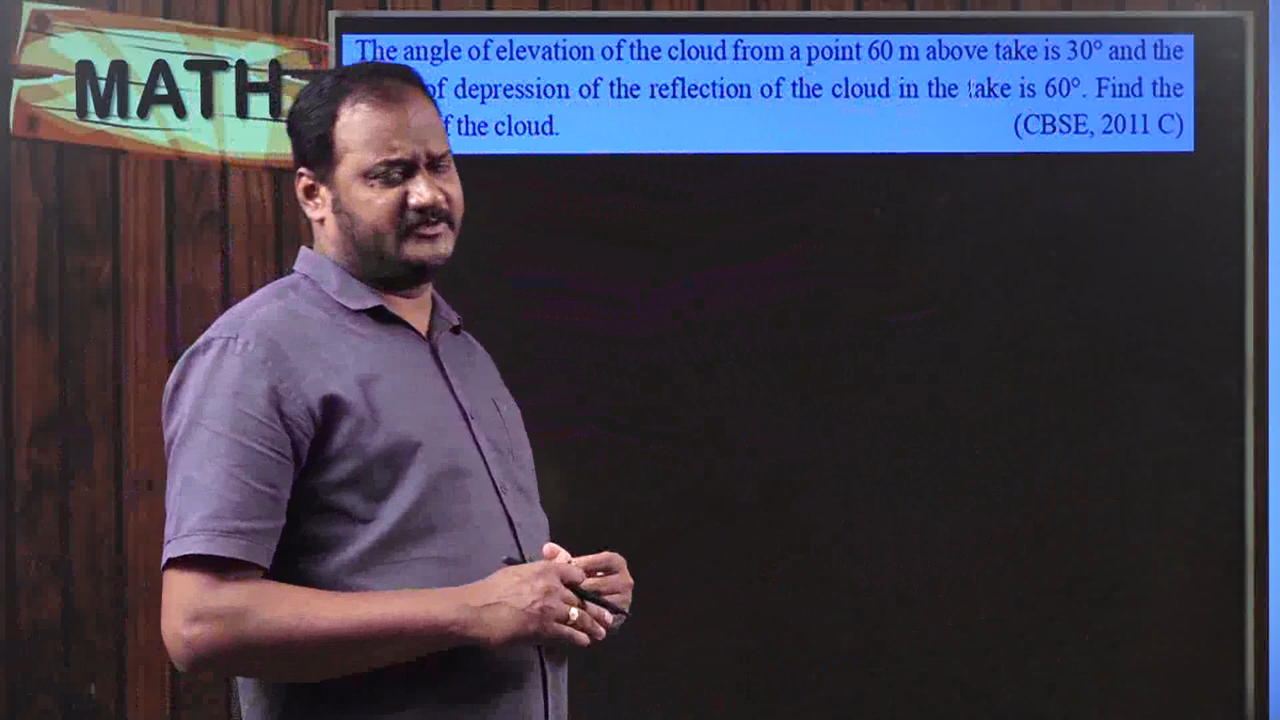 MATH
The angle of elevation of the cloud from a point 60 m above take is 30° and the
of depression of the reflection of the cloud in the take is 60°. Find the
f the cloud.
(CBSE, 2011 C)